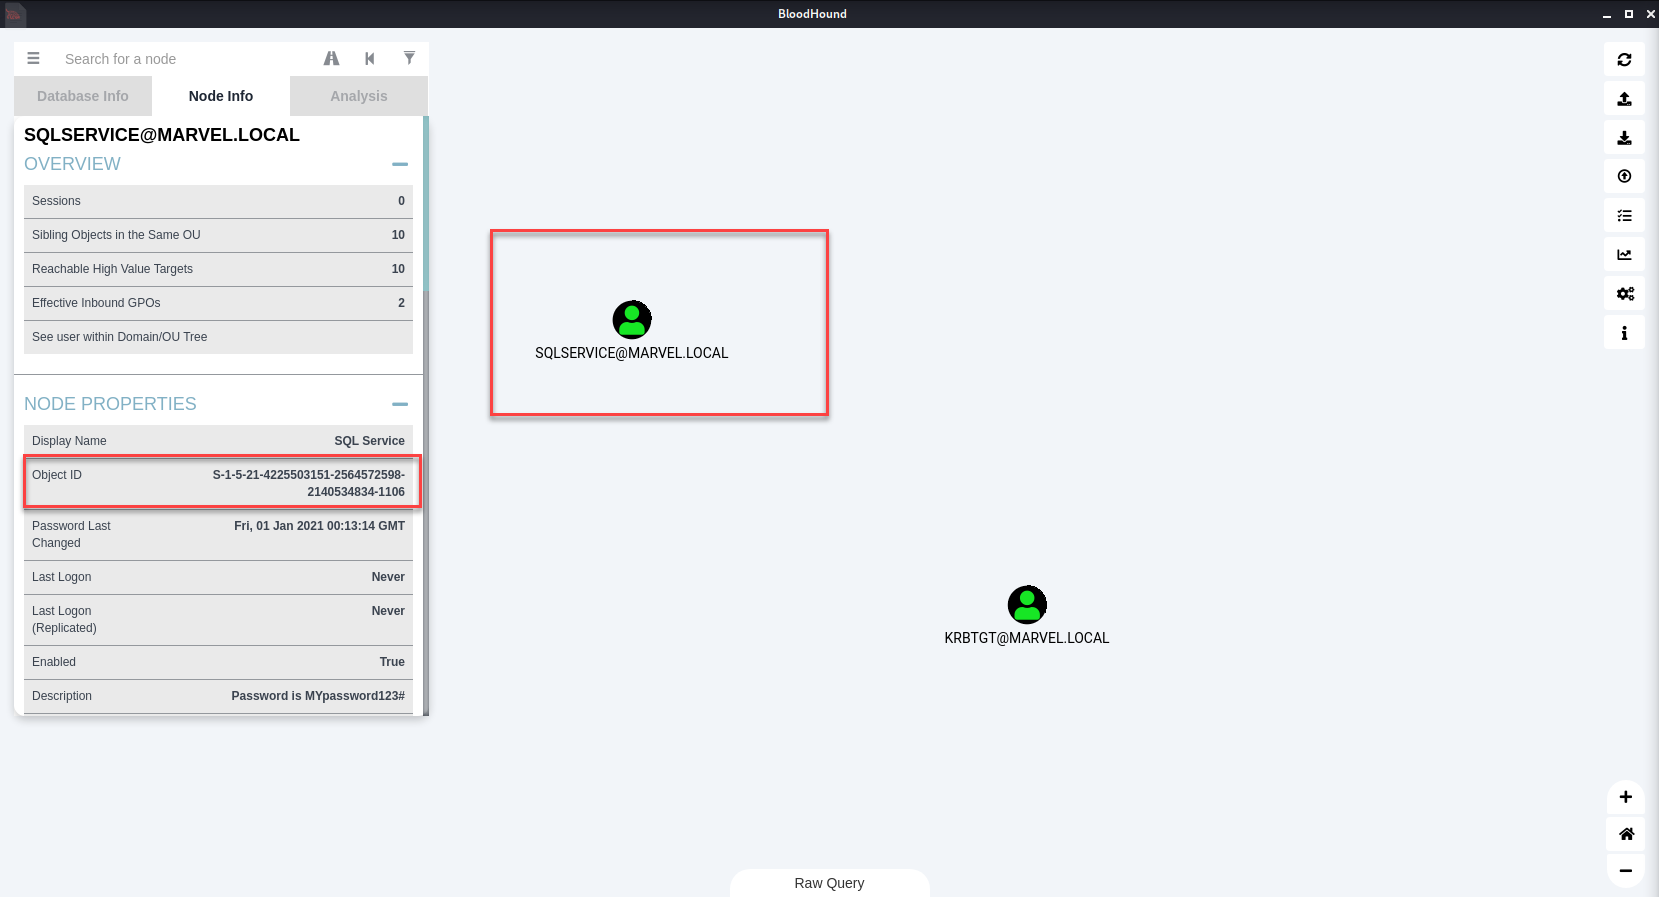 BloodHound
Search for a node
Database Info
Node Info
Analysis
SQLSERVICE@MARVEL.LOCAL
OVERVIEW
Sessions 0
Sibling Objects in the Same OU 10
Reachable High Value Targets 10
Effective Inbound GPOs 2
See user within Domain/OU Tree
NODE PROPERTIES
Display Name SQL Service
Object ID S-1-5-21-4225503151-2564572598-
2140534834-1106
Password Last Fri, 01 Jan 2021 00:13:14 GMT
Changed
Last Logon Never
Last Logon Never
(Replicated)
Enabled True
Description Password is MYpassword123#
SQLSERVICE@MARVEL.LOCAL
KRBTGT@MARVEL.LOCAL
Raw Query